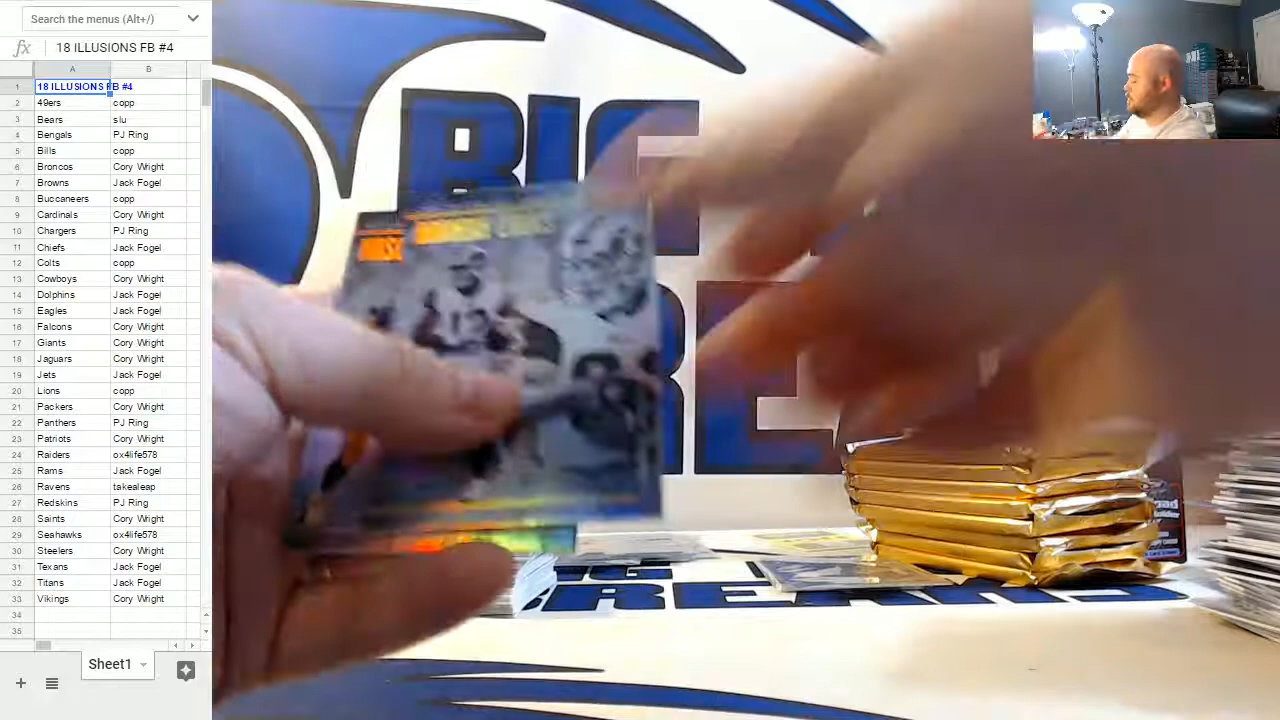 Search the menus (Alt+/)
fx 18 ILLUSIONS FB #4
A B
1 18 ILLUSIONS FB #4
2 49ers copp
3 Bears slu
4 Bengals PJ Ring
5 Bills copp
6 Broncos Cory Wright
7 Browns Jack Fogel
8 Buccaneers copp
9 Cardinals Cory Wright
10 Chargers PJ Ring
11 Chiefs Jack Fogel
12 Colts copp
13 Cowboys Cory Wright
14 Dolphins Jack Fogel
15 Eagles Jack Fogel
16 Falcons Cory Wright
17 Giants Cory Wright
18 Jaguars Cory Wright
19 Jets Jack Fogel
20 Lions copp
21 Packers Cory Wright
22 Panthers PJ Ring
23 Patriots Cory Wright
24 Raiders ox4life578
25 Rams Jack Fogel
26 Ravens takealeap
27 Redskins PJ Ring
28 Saints Cory Wright
29 Seahawks ox4life578
30 Steelers Cory Wright
31 Texans Jack Fogel
32 Titans Jack Fogel
33 Vikings Cory Wright
34
35
Sheet1
BIG
BRE
BREAKS